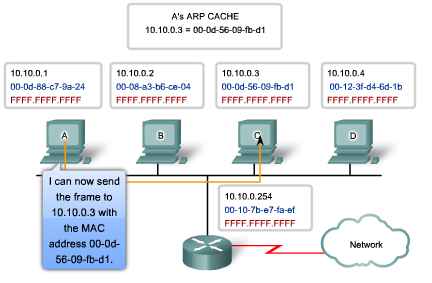 A's ARP CACHE
10.10.0.3 = 00-0d-56-09-fb-d1
10.10.0.1
00-0d-88-c7-9a-24
FFFF.FFFF.FFFF
10.10.0.2
00-08-a3-b6-ce-04
FFFF.FFFF.FFFF
10.10.0.3
00-0d-56-09-fb-d1
FFFF.FFFF.FFFF
10.10.0.4
00-12-3f-d4-6d-1b
FFFF.FFFF.FFFF
A
B
C
D
I can now send
the frame to
10.10.0.3 with
the MAC
address 00-0d-
56-09-fb-d1.
10.10.0.254
00-10-7b-e7-fa-ef
FFFF.FFFF.FFFF
Network